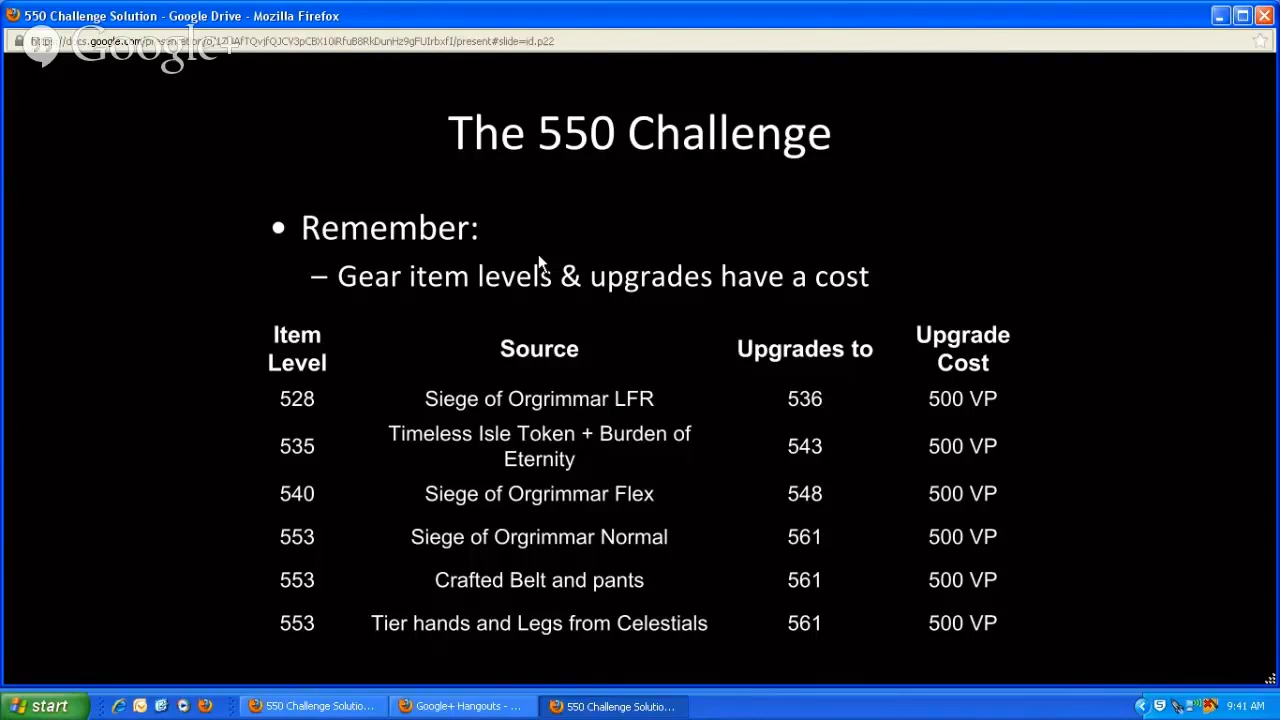 550 Challenge Solution - Google Drive - Mozilla Firefox
Google+
The 550 Challenge
• Remember:
– Gear item levels & upgrades have a cost
Item Level Source Upgrades to Upgrade Cost
528 Siege of Orgrimmar LFR 536 500 VP
535 Timeless Isle Token + Burden of Eternity 543 500 VP
540 Siege of Orgrimmar Flex 548 500 VP
553 Siege of Orgrimmar Normal 561 500 VP
553 Crafted Belt and pants 561 500 VP
553 Tier hands and Legs from Celestials 561 500 VP
start 550 Challenge Solutio... Google+ Hangouts - ... 550 Challenge Solutio... 9:41 AM